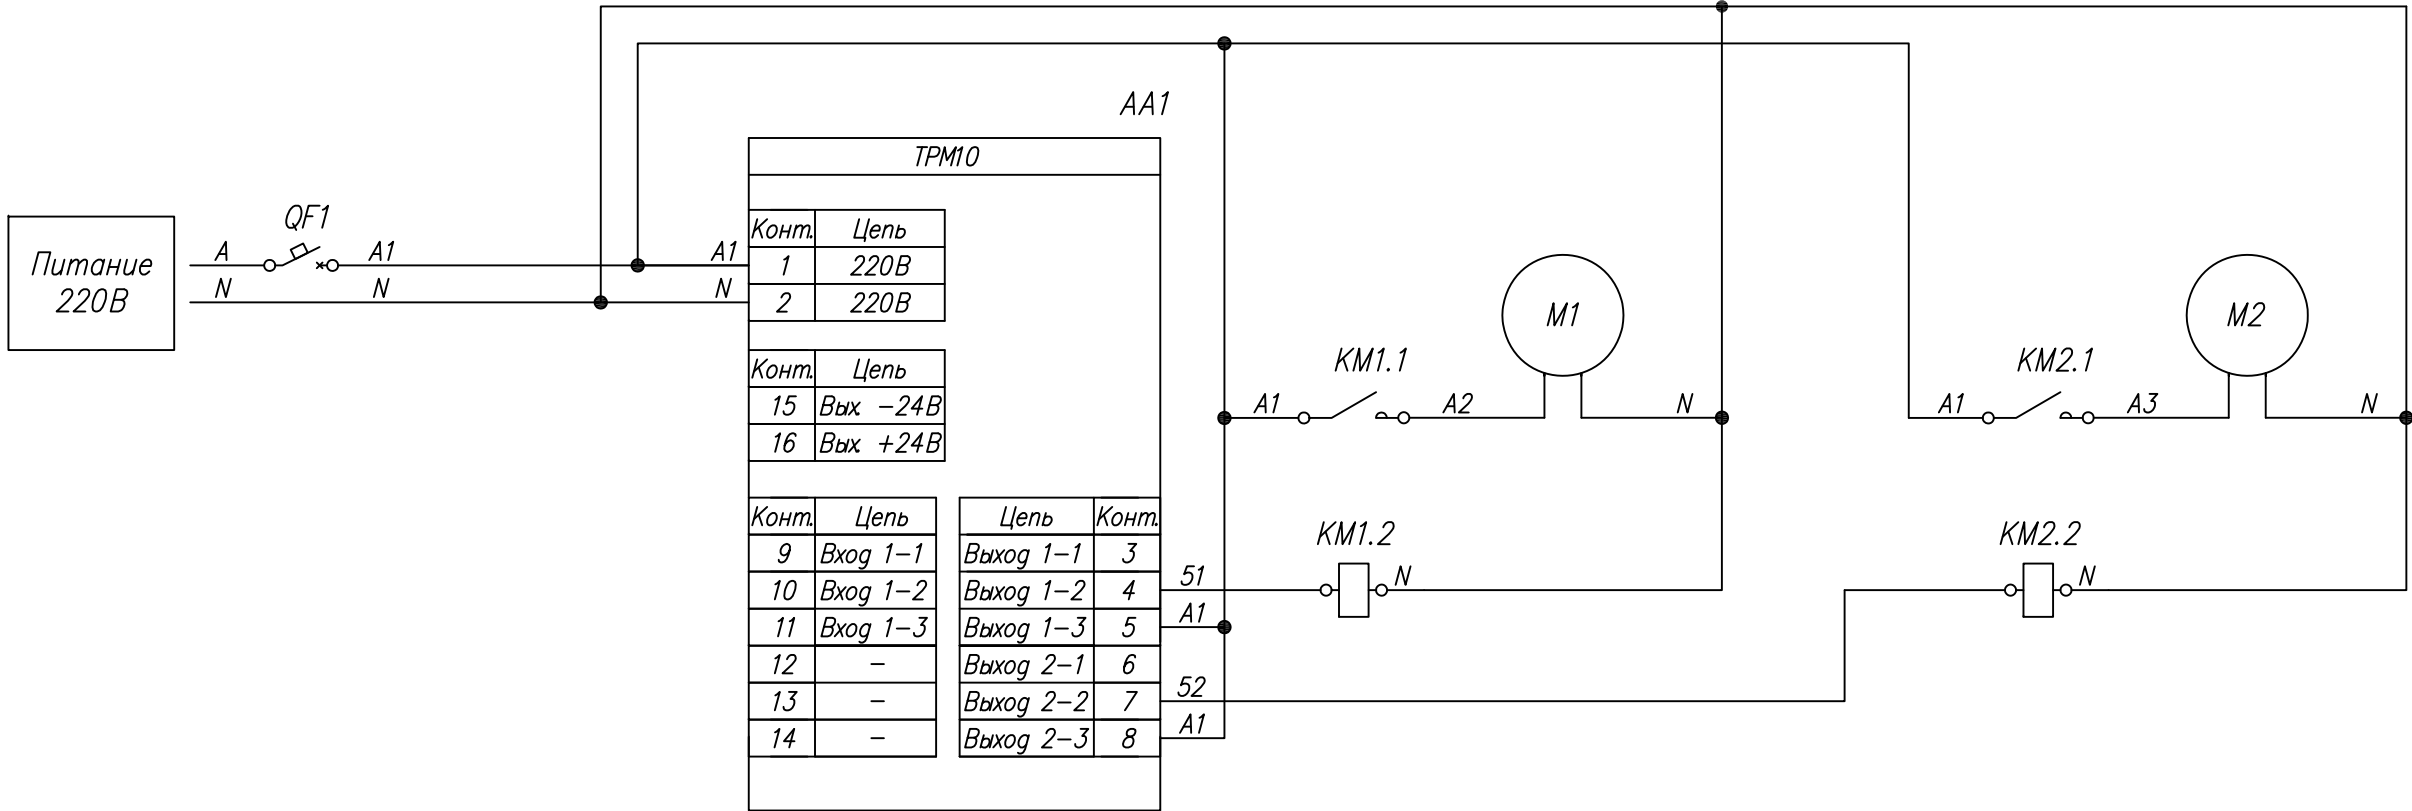 AA1
ТРМ10
QF1
Питание
220В
A
A1
A1
N
N
N
Конт. Цепь
1 220В
2 220В
Конт. Цепь
15 Вых. -24В
16 Вых. +24В
Конт. Цепь
9 Вход 1-1
10 Вход 1-2
11 Вход 1-3
12 -
13 -
14 -
Цепь Конт.
Выход 1-1 3
Выход 1-2 4
Выход 1-3 5
Выход 2-1 6
Выход 2-2 7
Выход 2-3 8
51
A1
52
A1
M1
KM1.1
A1
A2
N
KM1.2
N
M2
KM2.1
A1
A3
N
KM2.2
N